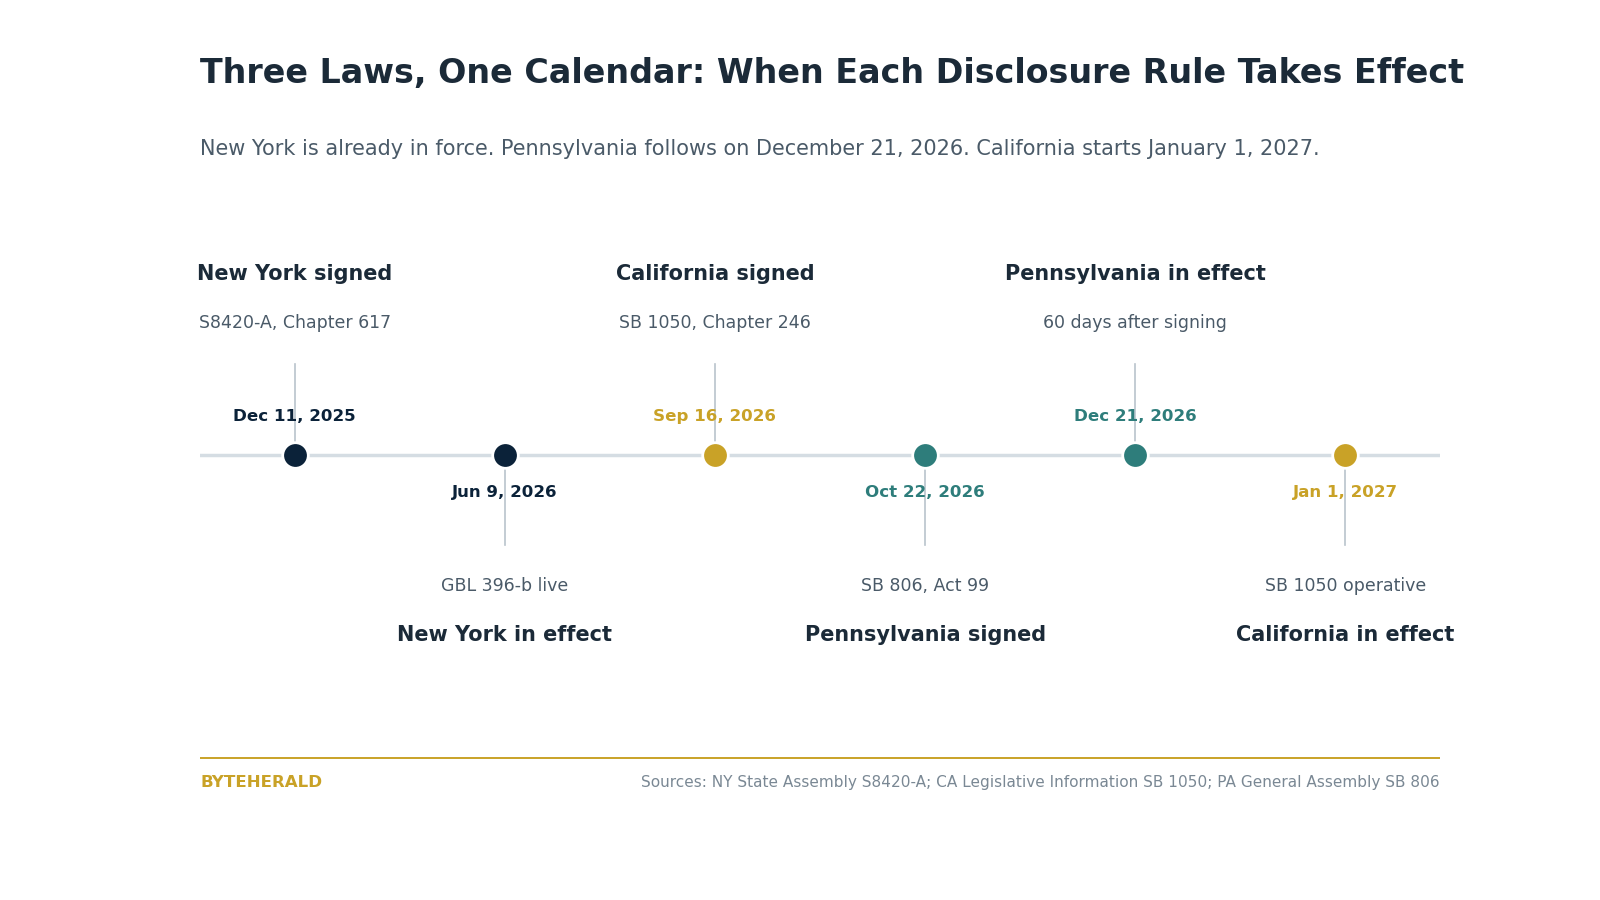 Three Laws, One Calendar: When Each Disclosure Rule Takes Effect
New York is already in force. Pennsylvania follows on December 21, 2026. California starts January 1, 2027.
New York signed
S8420-A, Chapter 617
Dec 11, 2025
California signed
SB 1050, Chapter 246
Sep 16, 2026
Pennsylvania in effect
60 days after signing
Dec 21, 2026
Jun 9, 2026
GBL 396-b live
New York in effect
Oct 22, 2026
SB 806, Act 99
Pennsylvania signed
Jan 1, 2027
SB 1050 operative
California in effect
BYTEHERALD
Sources: NY State Assembly S8420-A; CA Legislative Information SB 1050; PA General Assembly SB 806